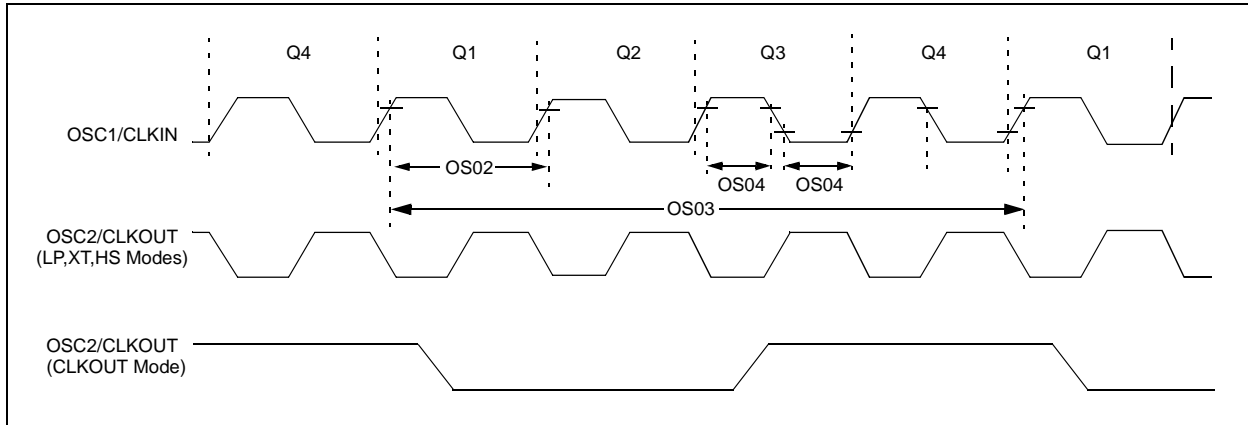 Q4 Q1 Q2 Q3 Q4 Q1
OSC1/CLKIN
OS02
OS04 OS04
OS03
OSC2/CLKOUT
(LP,XT,HS Modes)
OSC2/CLKOUT
(CLKOUT Mode)